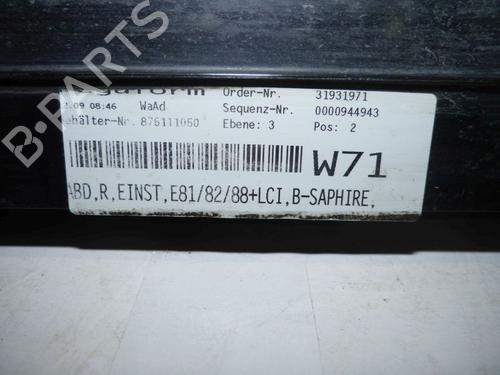 Order-Nr. 31931971
.09 08:46 WaAd Sequenz-Nr. 0000944943
ehälter-Nr. 876111050 Ebene: 3 Pos: 2
W71
ABD,R,EINST,E81/82/88+LCI,B-SAPHIRE,
B-PARTS